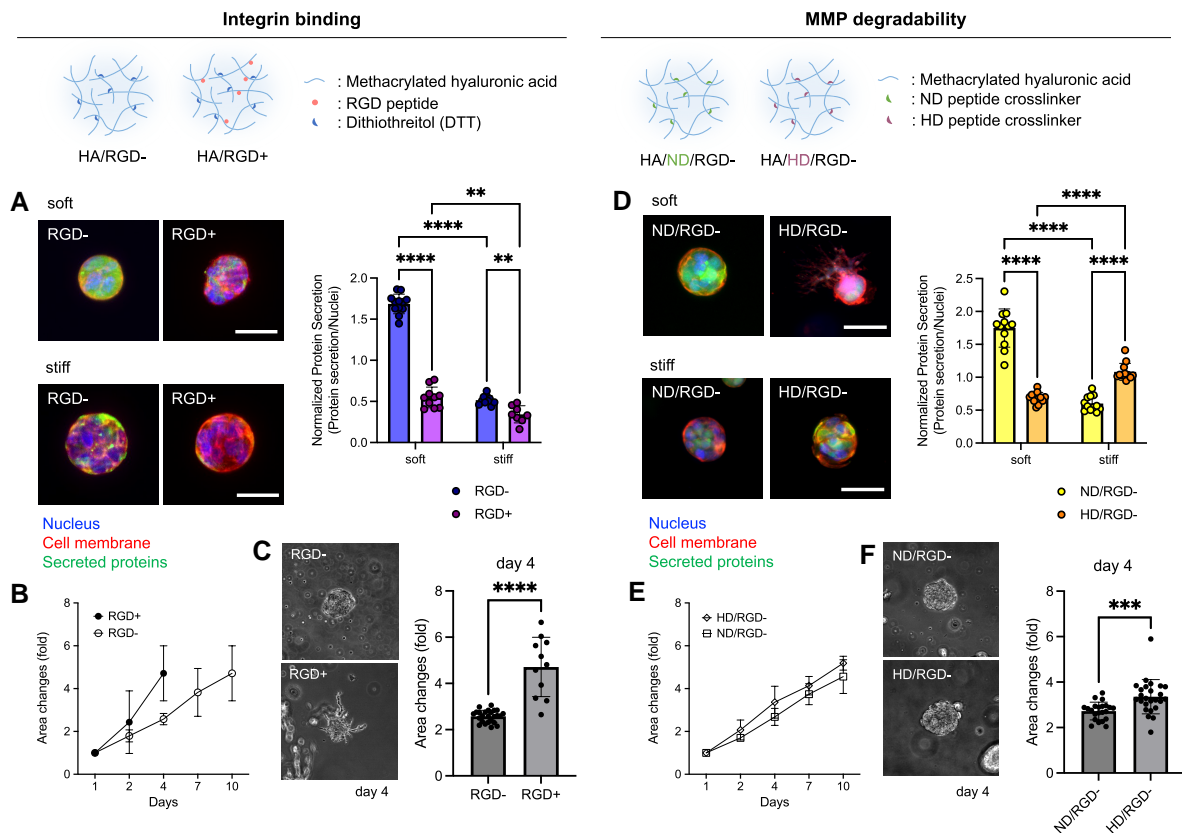 Integrin binding
: Methacrylated hyaluronic acid
: RGD peptide
: Dithiothreitol (DTT)
HA/RGD-
HA/RGD+
A
soft
RGD-
RGD+
stiff
RGD-
RGD+
Nucleus
Cell membrane
Secreted proteins
Normalized Protein Secretion
(Protein secretion/Nuclei)
2.5
2.0
1.5
1.0
0.5
0.0
**
****
****
**
soft
stiff
RGD-
RGD+
B
Area changes (fold)
8
6
4
2
0
RGD+
RGD-
1
2
4
7
10
Days
C
RGD-
RGD+
day 4
day 4
****
Area changes (fold)
8
6
4
2
0
RGD-
RGD+
MMP degradability
: Methacrylated hyaluronic acid
: ND peptide crosslinker
: HD peptide crosslinker
HA/ND/RGD-
HA/HD/RGD-
D
soft
ND/RGD-
HD/RGD-
stiff
ND/RGD-
HD/RGD-
Nucleus
Cell membrane
Secreted proteins
Normalized Protein Secretion
(Protein secretion/Nuclei)
2.5
2.0
1.5
1.0
0.5
0.0
****
****
****
****
soft
stiff
ND/RGD-
HD/RGD-
E
Area changes (fold)
8
6
4
2
0
HD/RGD-
ND/RGD-
1
2
4
7
10
Days
F
ND/RGD-
HD/RGD-
day 4
day 4
***
Area changes (fold)
8
6
4
2
0
ND/RGD-
HD/RGD-